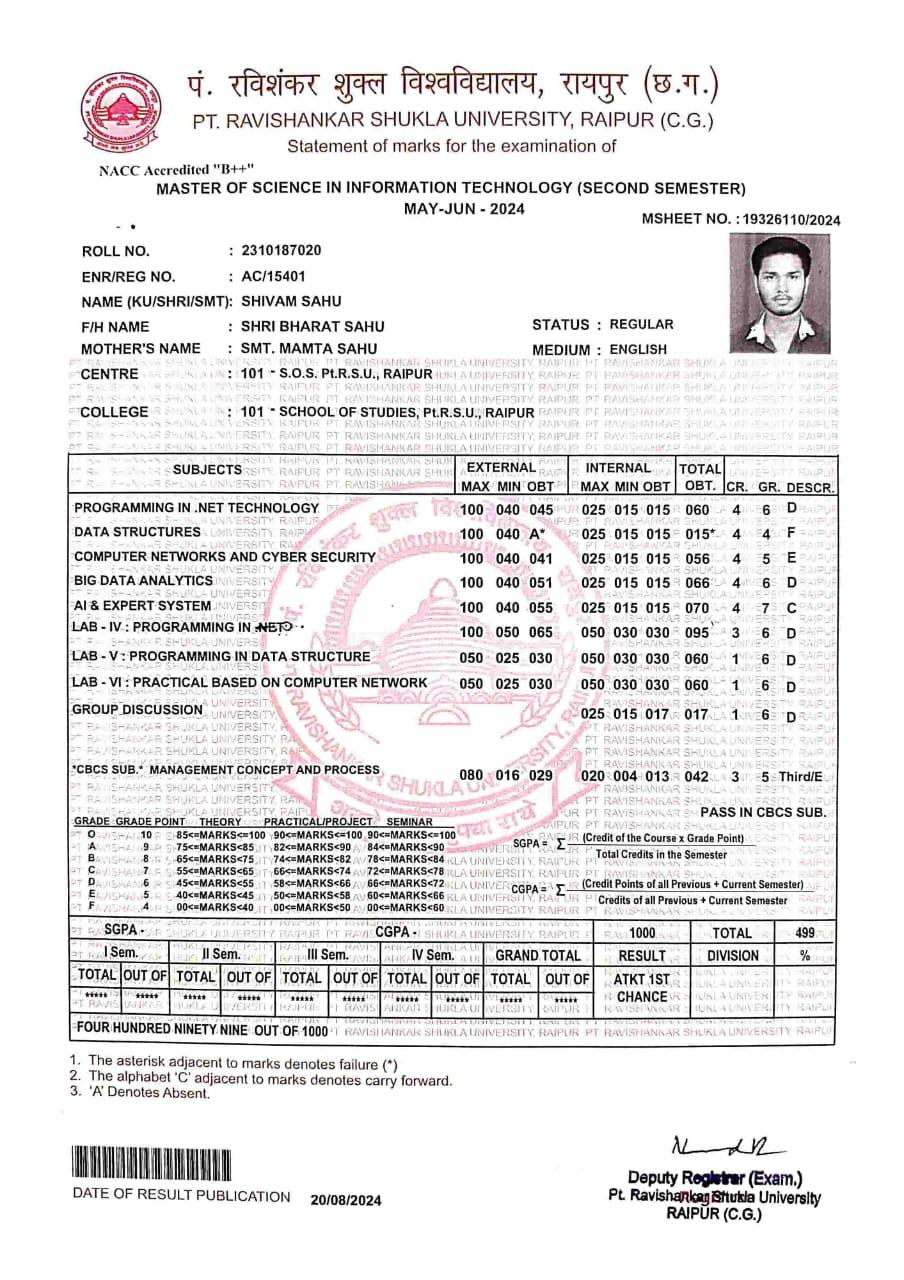 पं. रविशंकर शुक्ल विश्वविद्यालय, रायपुर (छ.ग.)
PT. RAVISHANKAR SHUKLA UNIVERSITY, RAIPUR (C.G.)
Statement of marks for the examination of
NACC Accredited "B++"
MASTER OF SCIENCE IN INFORMATION TECHNOLOGY (SECOND SEMESTER)
MAY-JUN - 2024
MSHEET NO. : 19326110/2024
ROLL NO. : 2310187020
ENR/REG NO. : AC/15401
NAME (KU/SHRI/SMT): SHIVAM SAHU
F/H NAME : SHRI BHARAT SAHU STATUS : REGULAR
MOTHER'S NAME : SMT. MAMTA SAHU MEDIUM : ENGLISH
CENTRE : 101 - S.O.S. Pt.R.S.U., RAIPUR
COLLEGE : 101 - SCHOOL OF STUDIES, Pt.R.S.U., RAIPUR
SUBJECTS EXTERNAL INTERNAL TOTAL
MAX MIN OBT MAX MIN OBT OBT. CR. GR. DESCR.
PROGRAMMING IN .NET TECHNOLOGY 100 040 045 025 015 015 060 4 6 D
DATA STRUCTURES 100 040 A* 025 015 015 015* 4 4 F
COMPUTER NETWORKS AND CYBER SECURITY 100 040 041 025 015 015 056 4 5 E
BIG DATA ANALYTICS 100 040 051 025 015 015 066 4 6 D
AI & EXPERT SYSTEM 100 040 055 025 015 015 070 4 7 C
LAB - IV : PROGRAMMING IN 100 050 065 050 030 030 095 3 6 D
LAB - V : PROGRAMMING IN DATA STRUCTURE 050 025 030 050 030 030 060 1 6 D
LAB - VI : PRACTICAL BASED ON COMPUTER NETWORK 050 025 030 050 030 030 060 1 6 D
GROUP DISCUSSION 025 015 017 017 1 6 D
*CBCS SUB.* MANAGEMENT CONCEPT AND PROCESS 080 016 029 020 004 013 042 3 5 Third/E
PASS IN CBCS SUB.
GRADE GRADE POINT THEORY PRACTICAL/PROJECT SEMINAR
O 10 85<=MARKS<=100 90<=MARKS<=100 90<=MARKS<=100
A 9 75<=MARKS<85 82<=MARKS<90 84<=MARKS<90
B 8 65<=MARKS<75 74<=MARKS<82 78<=MARKS<84
C 7 55<=MARKS<65 66<=MARKS<74 72<=MARKS<78
D 6 45<=MARKS<55 58<=MARKS<66 66<=MARKS<72
E 5 40<=MARKS<45 50<=MARKS<58 60<=MARKS<66
F 4 00<=MARKS<40 00<=MARKS<50 00<=MARKS<60
SGPA = Σ (Credit of the Course x Grade Point)
Total Credits in the Semester
CGPA = Σ (Credit Points of all Previous + Current Semester)
Credits of all Previous + Current Semester
SGPA - CGPA - 1000 TOTAL 499
I Sem. II Sem. III Sem. IV Sem. GRAND TOTAL RESULT DIVISION %
TOTAL OUT OF TOTAL OUT OF TOTAL OUT OF TOTAL OUT OF TOTAL OUT OF ATKT 1ST
***** ***** ***** ***** ***** ***** ***** ***** ***** ***** CHANCE
FOUR HUNDRED NINETY NINE OUT OF 1000
1. The asterisk adjacent to marks denotes failure (*)
2. The alphabet 'C' adjacent to marks denotes carry forward.
3. 'A' Denotes Absent.
DATE OF RESULT PUBLICATION 20/08/2024
Deputy Registrar (Exam.)
Pt. Ravishankar Shukla University
RAIPUR (C.G.)